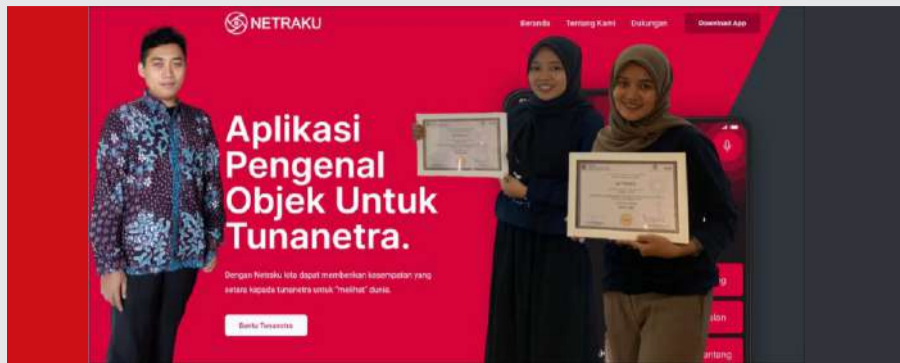 NETRAKU
Beranda Tentang Kami Dukungan Download App
Aplikasi
Pengenal
Objek Untuk
Tunanetra.
Dengan Netraku kita dapat memberikan kesempatan yang
setara kepada tunanetra untuk "melihat" dunia.
Bantu Tunanetra